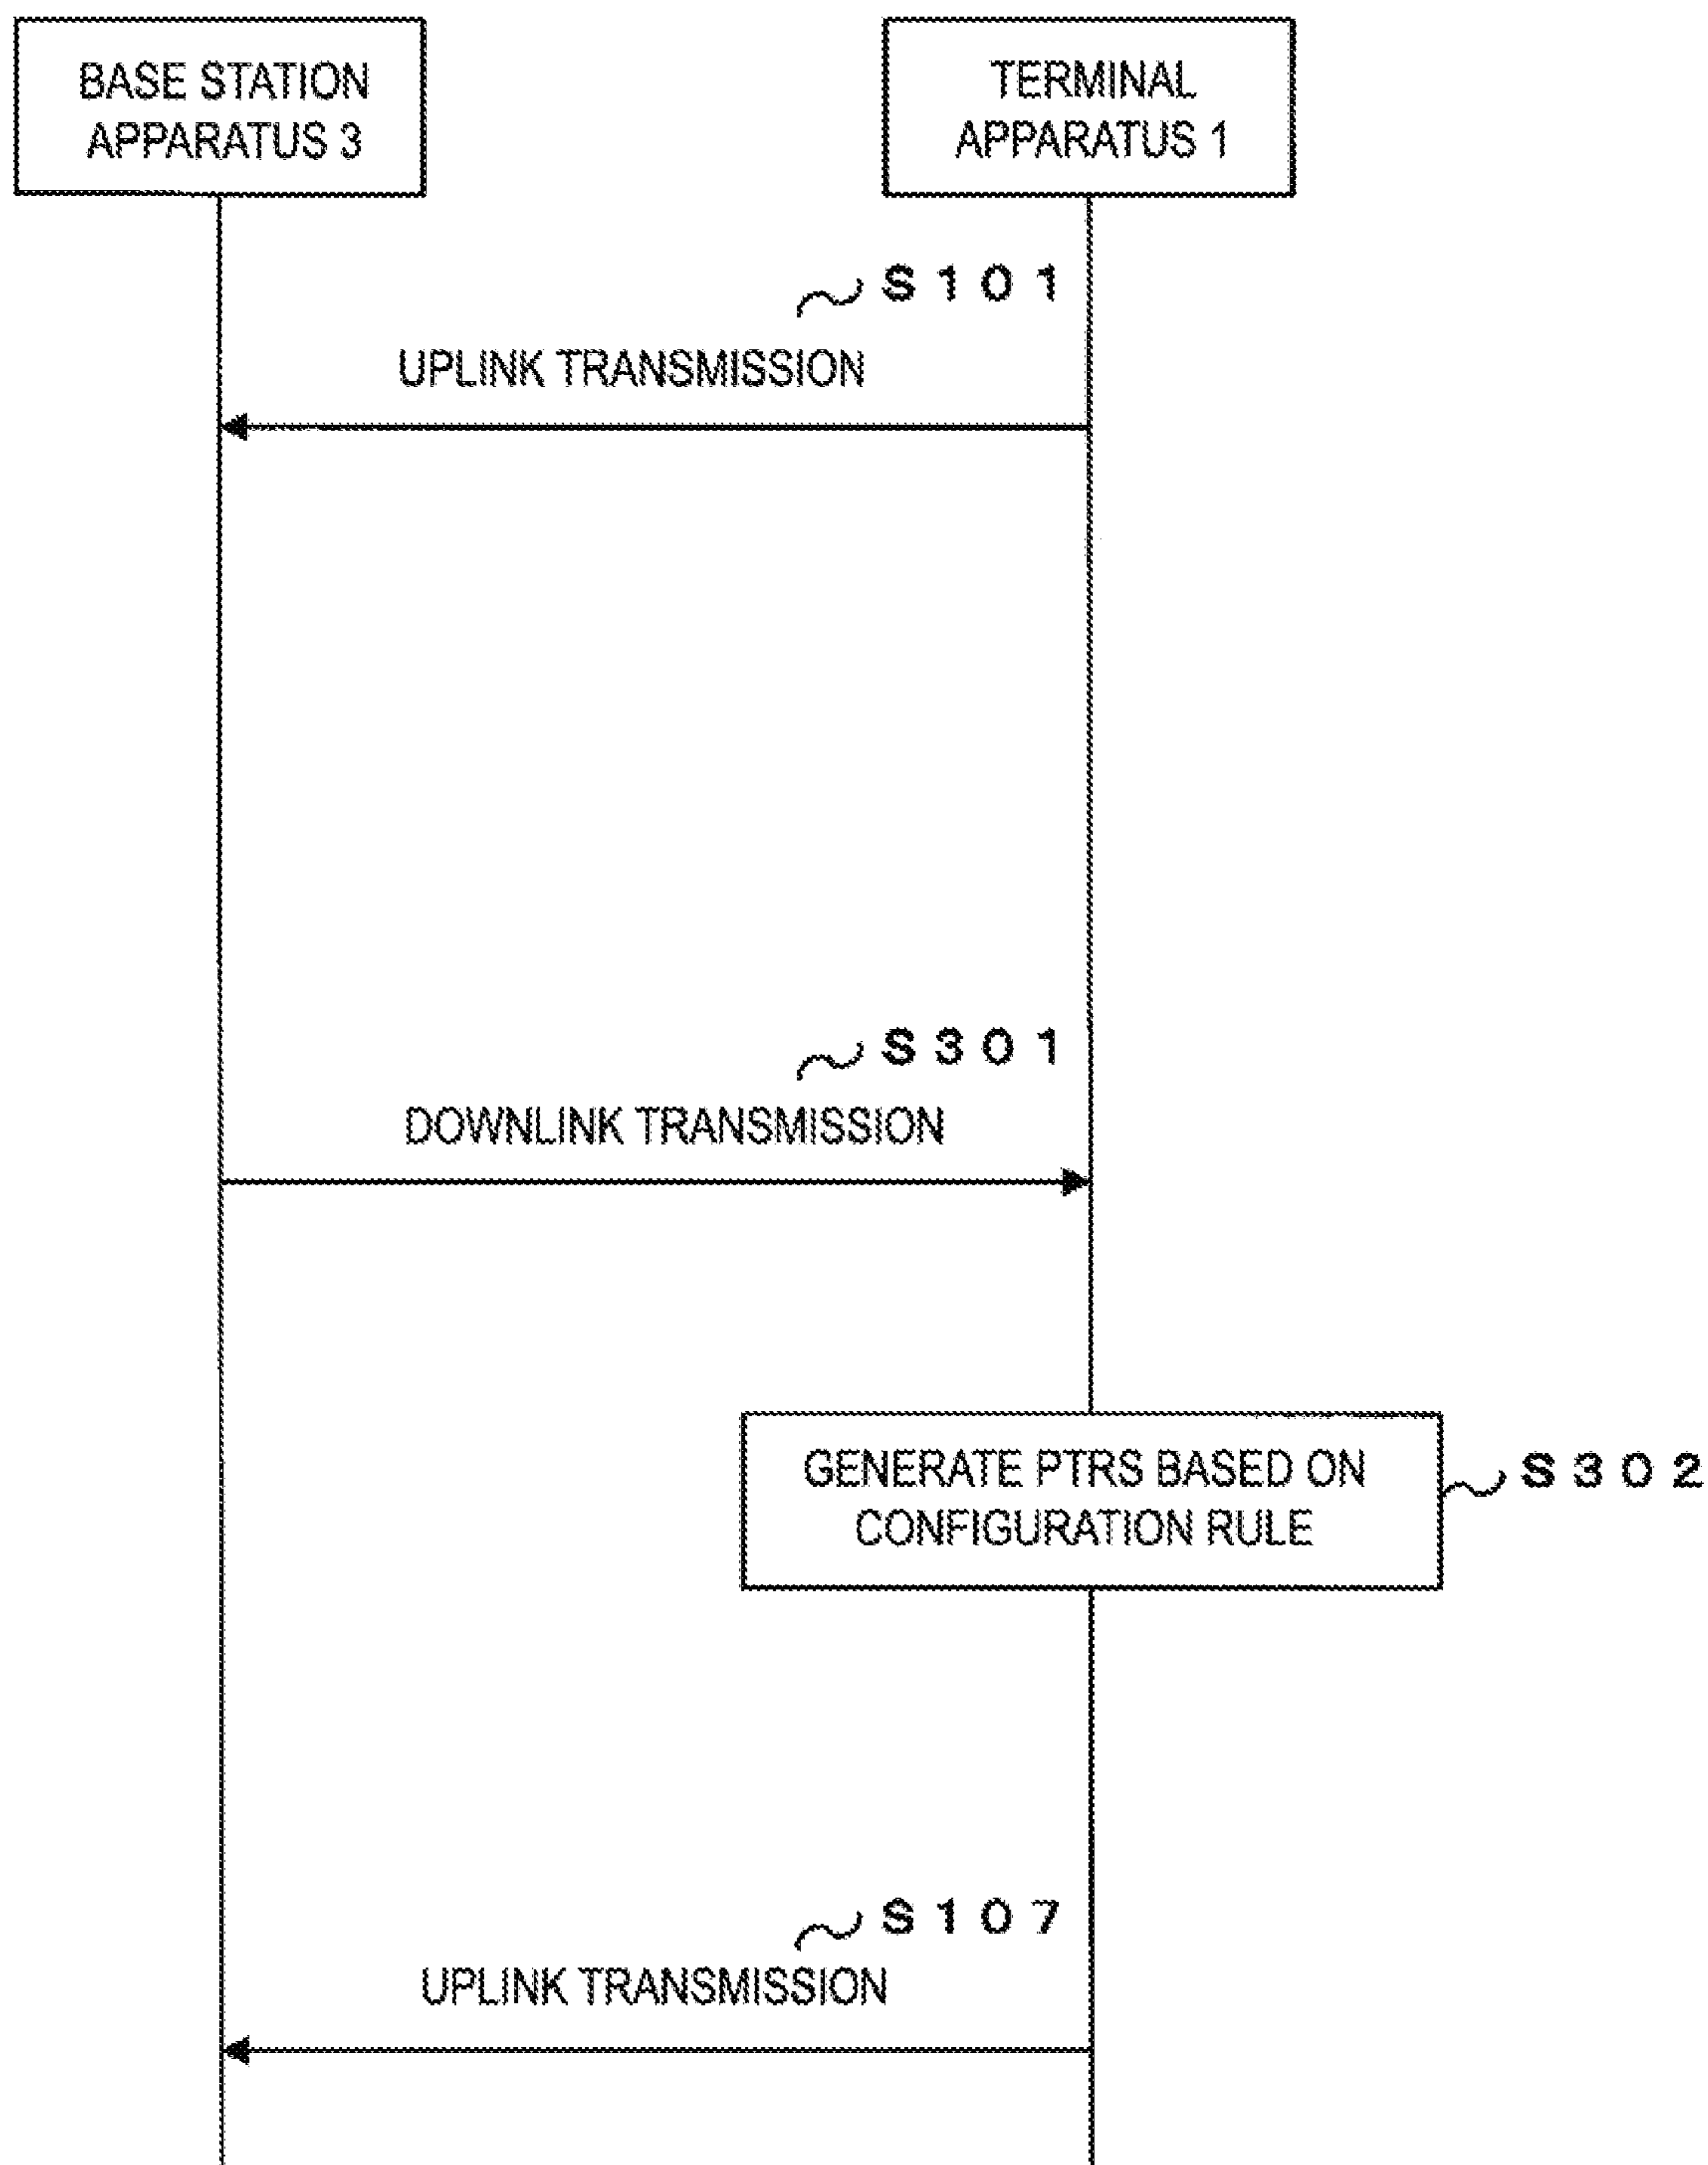 BASE STATION
APPARATUS 3
TERMINAL
APPARATUS 1
S101
UPLINK TRANSMISSION
S301
DOWNLINK TRANSMISSION
GENERATE PTRS BASED ON
CONFIGURATION RULE
S302
S107
UPLINK TRANSMISSION